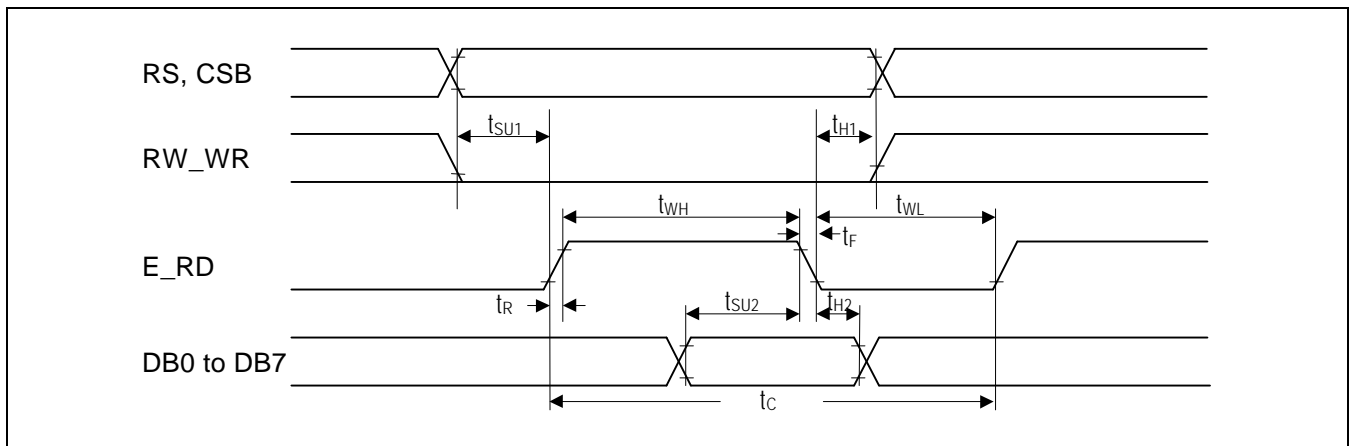 RS, CSB
tSU1
tH1
RW_WR
tWH
tWL
tF
E_RD
tR
tSU2
tH2
DB0 to DB7
tC